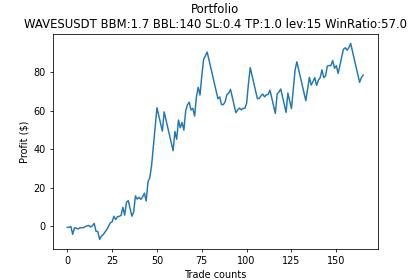 Portfolio
WAVESUSDT BBM:1.7 BBL:140 SL:0.4 TP:1.0 lev:15 WinRatio:57.0
Profit ($)
80
60
40
20
0
0 25 50 75 100 125 150
Trade counts